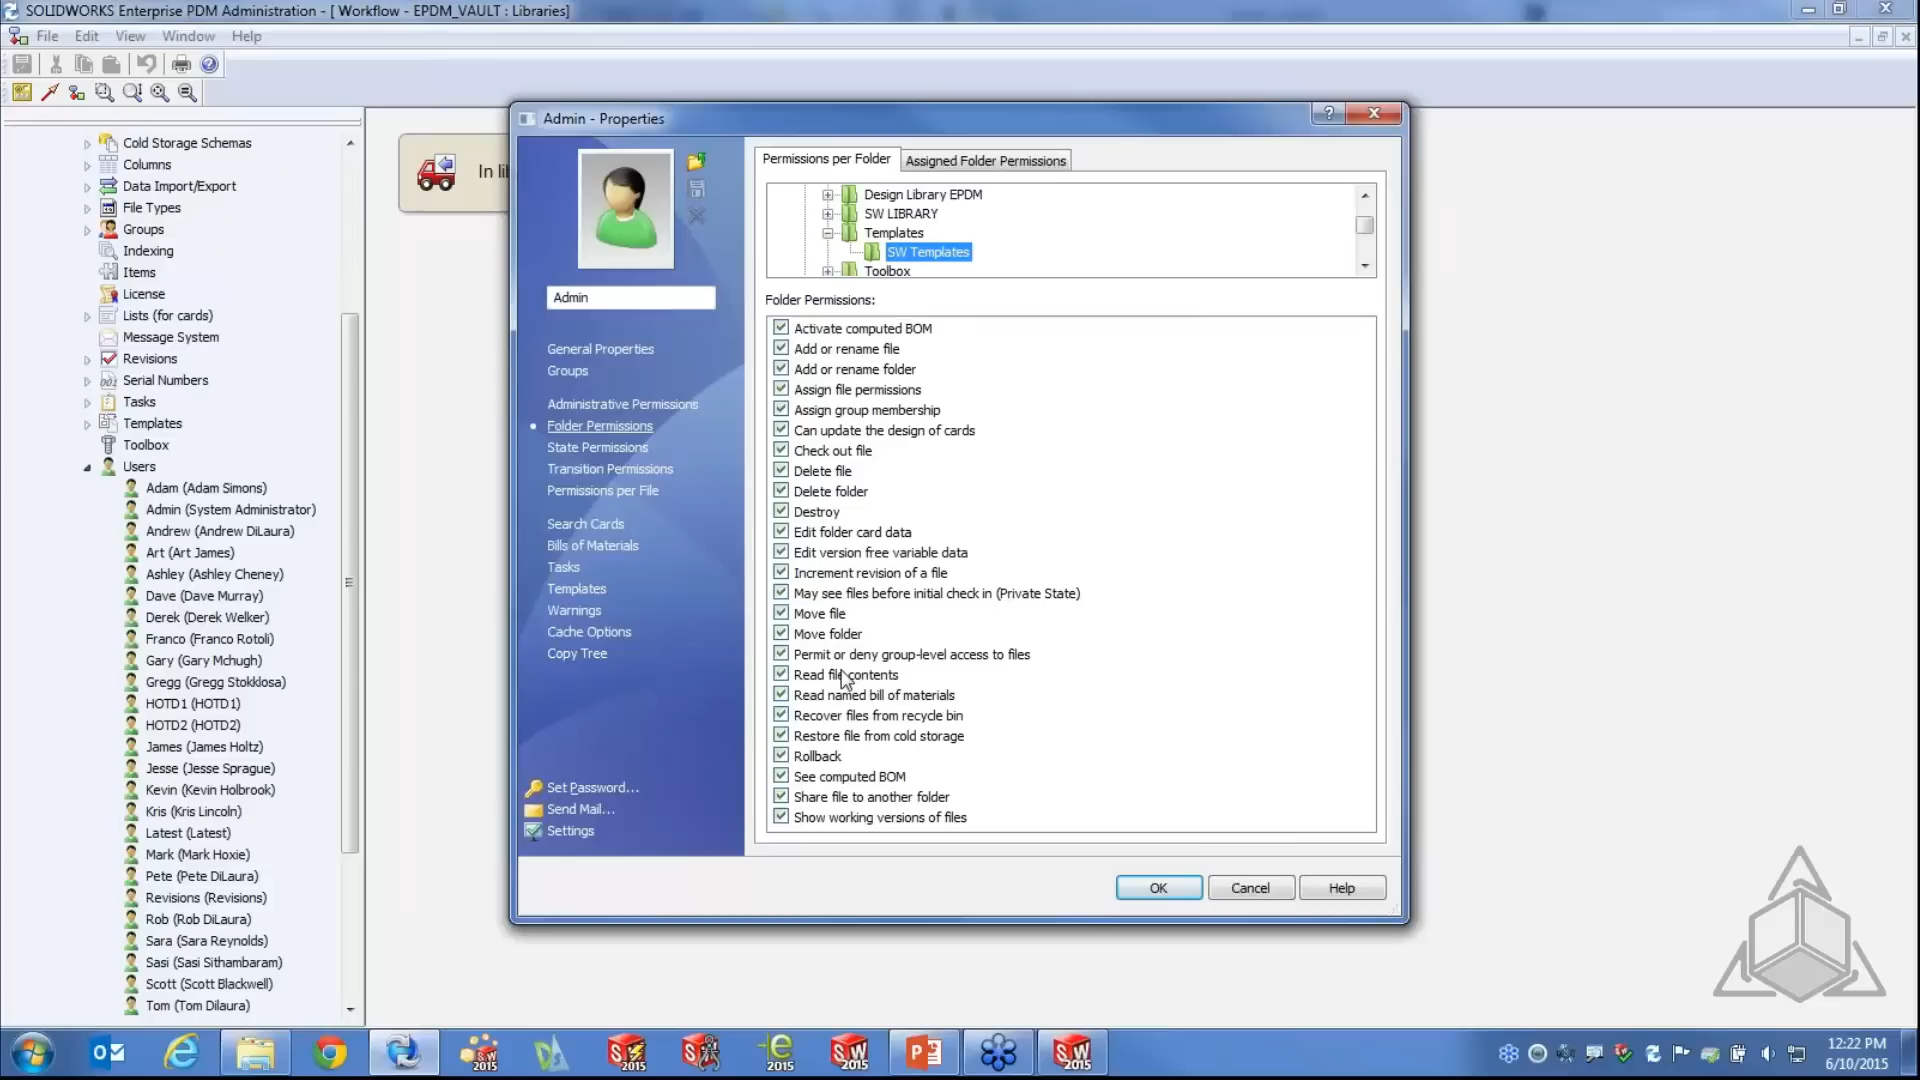 SOLIDWORKS Enterprise PDM Administration - [ Workflow - EPDM_VAULT : Libraries]
File Edit View Window Help
Cold Storage Schemas
Columns
Data Import/Export
File Types
Groups
Indexing
Items
License
Lists (for cards)
Message System
Revisions
Serial Numbers
Tasks
Templates
Toolbox
Users
Adam (Adam Simons)
Admin (System Administrator)
Andrew (Andrew DiLaura)
Art (Art James)
Ashley (Ashley Cheney)
Dave (Dave Murray)
Derek (Derek Welker)
Franco (Franco Rotoli)
Gary (Gary Mchugh)
Gregg (Gregg Stokklosa)
HOTD1 (HOTD1)
HOTD2 (HOTD2)
James (James Holtz)
Jesse (Jesse Sprague)
Kevin (Kevin Holbrook)
Kris (Kris Lincoln)
Latest (Latest)
Mark (Mark Hoxie)
Pete (Pete DiLaura)
Revisions (Revisions)
Rob (Rob DiLaura)
Sara (Sara Reynolds)
Sasi (Sasi Sithambaram)
Scott (Scott Blackwell)
Tom (Tom Dilaura)
In li
Admin - Properties
Admin
General Properties
Groups
Administrative Permissions
Folder Permissions
State Permissions
Transition Permissions
Permissions per File
Search Cards
Bills of Materials
Tasks
Templates
Warnings
Cache Options
Copy Tree
Set Password...
Send Mail...
Settings
Permissions per Folder Assigned Folder Permissions
Design Library EPDM
SW LIBRARY
Templates
SW Templates
Toolbox
Folder Permissions:
Activate computed BOM
Add or rename file
Add or rename folder
Assign file permissions
Assign group membership
Can update the design of cards
Check out file
Delete file
Delete folder
Destroy
Edit folder card data
Edit version free variable data
Increment revision of a file
May see files before initial check in (Private State)
Move file
Move folder
Permit or deny group-level access to files
Read file contents
Read named bill of materials
Recover files from recycle bin
Restore file from cold storage
Rollback
See computed BOM
Share file to another folder
Show working versions of files
OK Cancel Help
SW 2015
2015
2015
e 2015
SW 2015
SW 2015
12:22 PM
6/10/2015